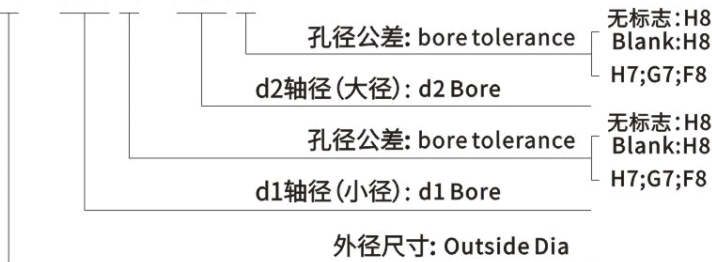 无标志:H8
孔径公差: bore tolerance
Blank:H8
H7;G7;F8
d2轴径(大径): d2 Bore
无标志:H8
孔径公差: bore tolerance
Blank:H8
H7;G7;F8
d1轴径(小径): d1 Bore
外径尺寸: Outside Dia